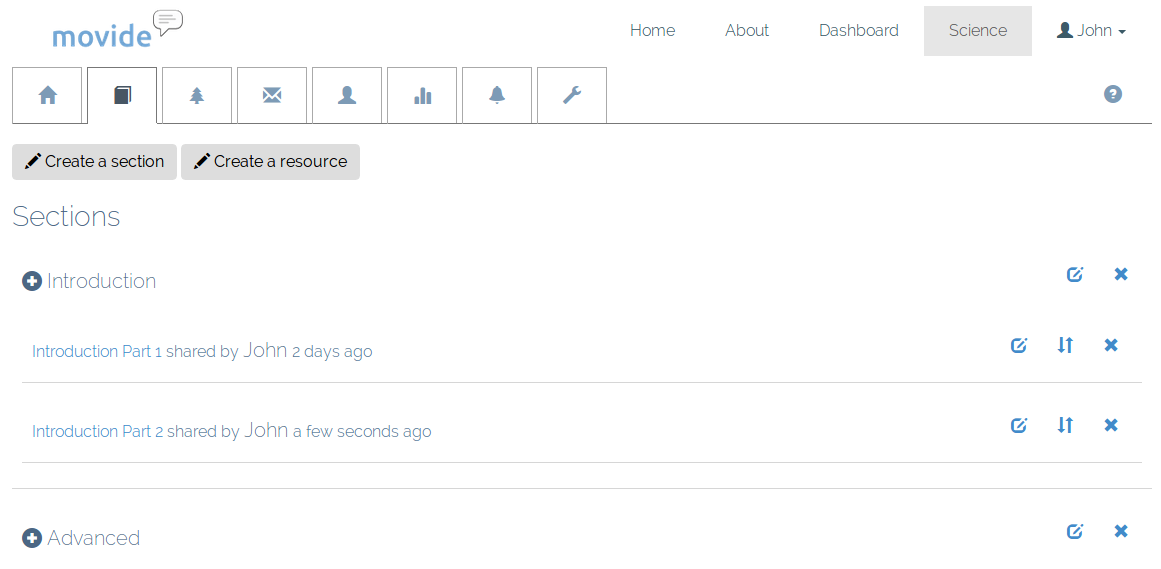 movide
Home About Dashboard Science John
Create a section Create a resource
Sections
Introduction
Introduction Part 1 shared by John 2 days ago
Introduction Part 2 shared by John a few seconds ago
Advanced